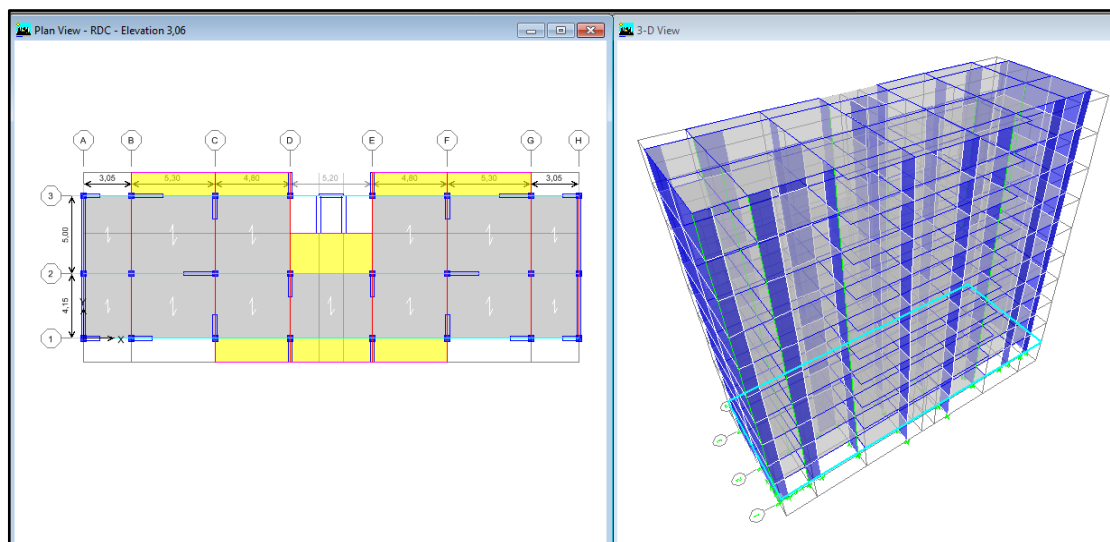 Plan View - RDC - Elevation 3,06
A B C D E F G H
3,05 5,30 4,80 5,20 4,80 5,30 3,05
3
5,00
2
4,15
Y
1
X
3-D View